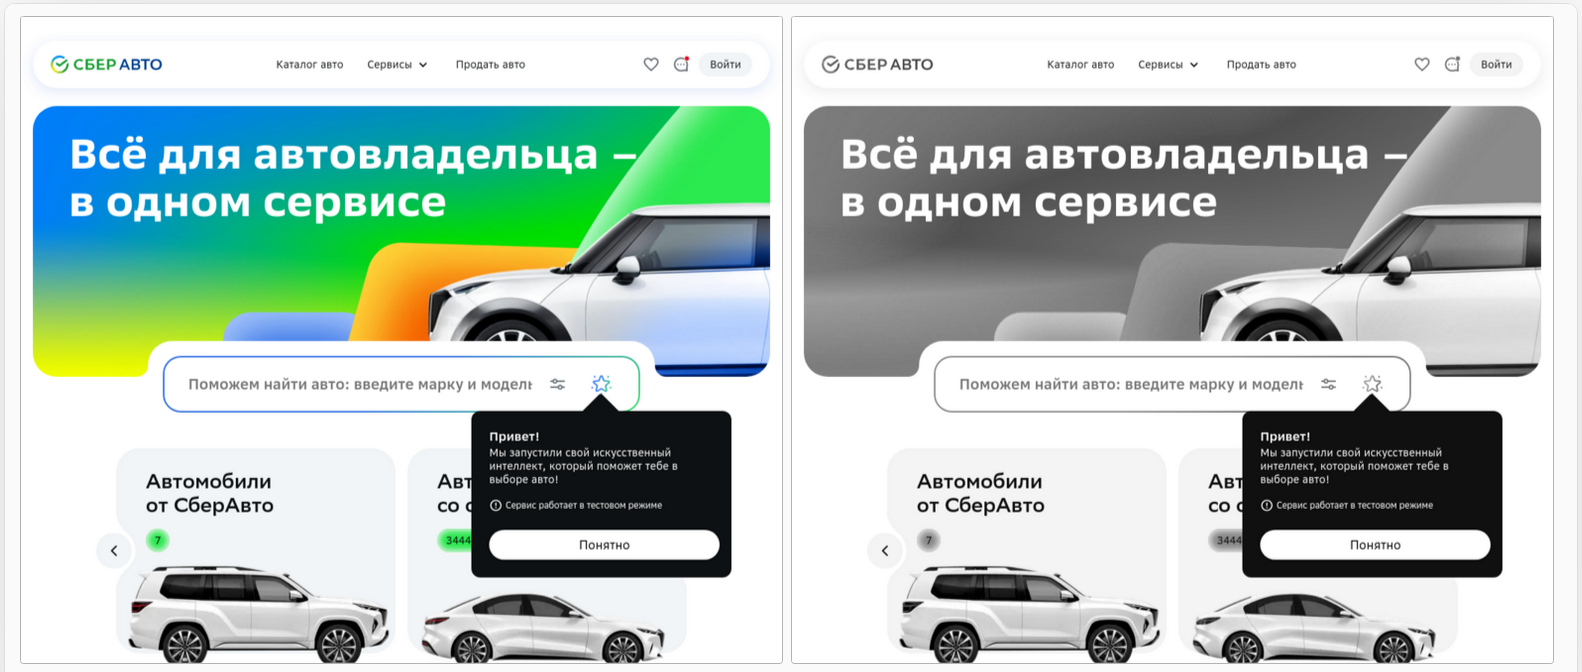 СБЕР АВТО
Каталог авто
Сервисы
Продать авто
Войти
Всё для автовладельца –
в одном сервисе
Поможем найти авто: введите марку и модель
Привет!
Мы запустили свой искусственный
интеллект, который поможет тебе в
выборе авто!
Сервис работает в тестовом режиме
Понятно
Автомобили
от СберАвто
7
Авт
со с
3444
СБЕР АВТО
Каталог авто
Сервисы
Продать авто
Войти
Всё для автовладельца –
в одном сервисе
Поможем найти авто: введите марку и модель
Привет!
Мы запустили свой искусственный
интеллект, который поможет тебе в
выборе авто!
Сервис работает в тестовом режиме
Понятно
Автомобили
от СберАвто
7
Авт
со с
3444